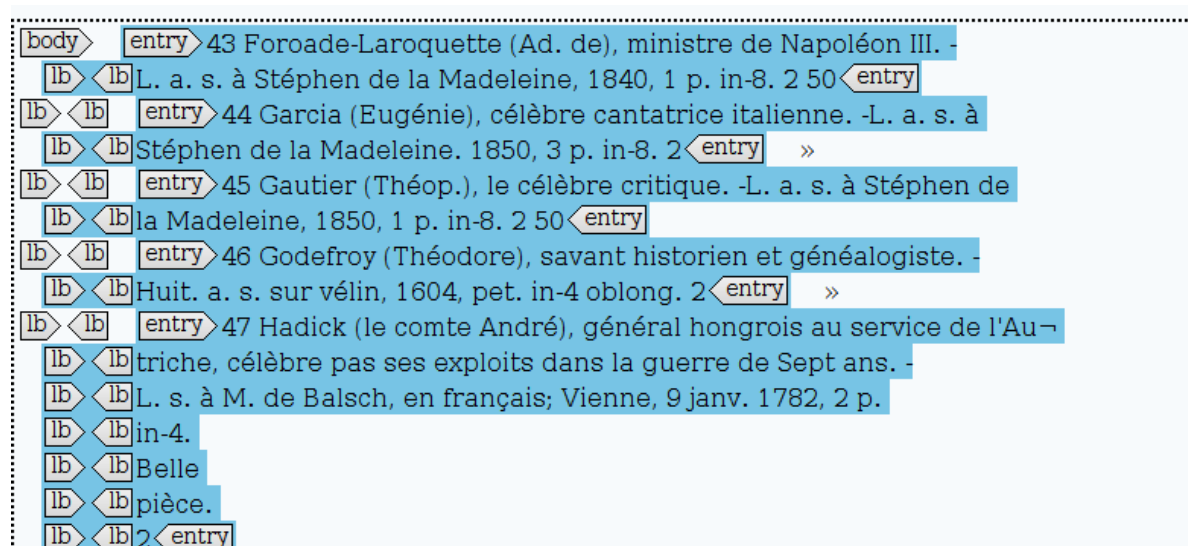 body entry 43 Foroade-Laroquette (Ad. de), ministre de Napoléon III. -
lb lb L. a. s. à Stéphen de la Madeleine, 1840, 1 p. in-8. 2 50 entry
lb lb entry 44 Garcia (Eugénie), célèbre cantatrice italienne. -L. a. s. à
lb lb Stéphen de la Madeleine. 1850, 3 p. in-8. 2 entry »
lb lb entry 45 Gautier (Théop.), le célèbre critique. -L. a. s. à Stéphen de
lb lb la Madeleine, 1850, 1 p. in-8. 2 50 entry
lb lb entry 46 Godefroy (Théodore), savant historien et généalogiste. -
lb lb Huit. a. s. sur vélin, 1604, pet. in-4 oblong. 2 entry »
lb lb entry 47 Hadick (le comte André), général hongrois au service de l'Au¬
lb lb triche, célèbre pas ses exploits dans la guerre de Sept ans. -
lb lb L. s. à M. de Balsch, en français; Vienne, 9 janv. 1782, 2 p.
lb lb in-4.
lb lb Belle
lb lb pièce.
lb lb 2 entry